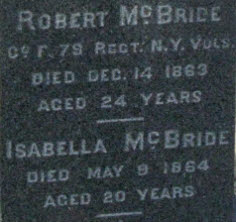 ROBERT McBRIDE
Co F. 79 REGT. N.Y. VOLS.
DIED DEC. 14 1863
AGED 24 YEARS
ISABELLA McBRIDE
DIED MAY 9 1864
AGED 20 YEARS